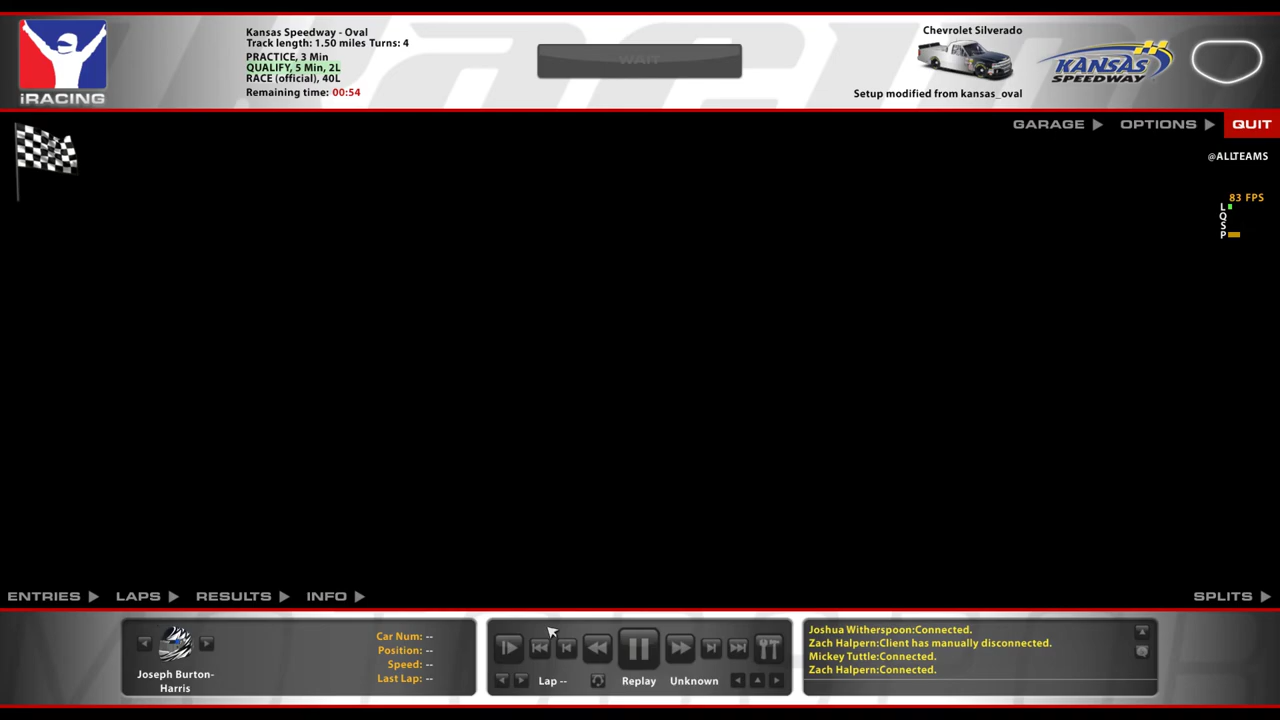 iRACING
Kansas Speedway - Oval
Track length: 1.50 miles Turns: 4
PRACTICE, 3 Min
QUALIFY, 5 Min, 2L
RACE (official), 40L
Remaining time: 00:54
WAIT
Chevrolet Silverado
Setup modified from kansas_oval
KANSAS
SPEEDWAY
GARAGE
OPTIONS
QUIT
@ALLTEAMS
83 FPS
L
Q
S
P
ENTRIES
LAPS
RESULTS
INFO
SPLITS
Joseph Burton-
Harris
Car Num: --
Position: --
Speed: --
Last Lap: --
Lap --
Replay
Unknown
Joshua Witherspoon:Connected.
Zach Halpern:Client has manually disconnected.
Mickey Tuttle:Connected.
Zach Halpern:Connected.